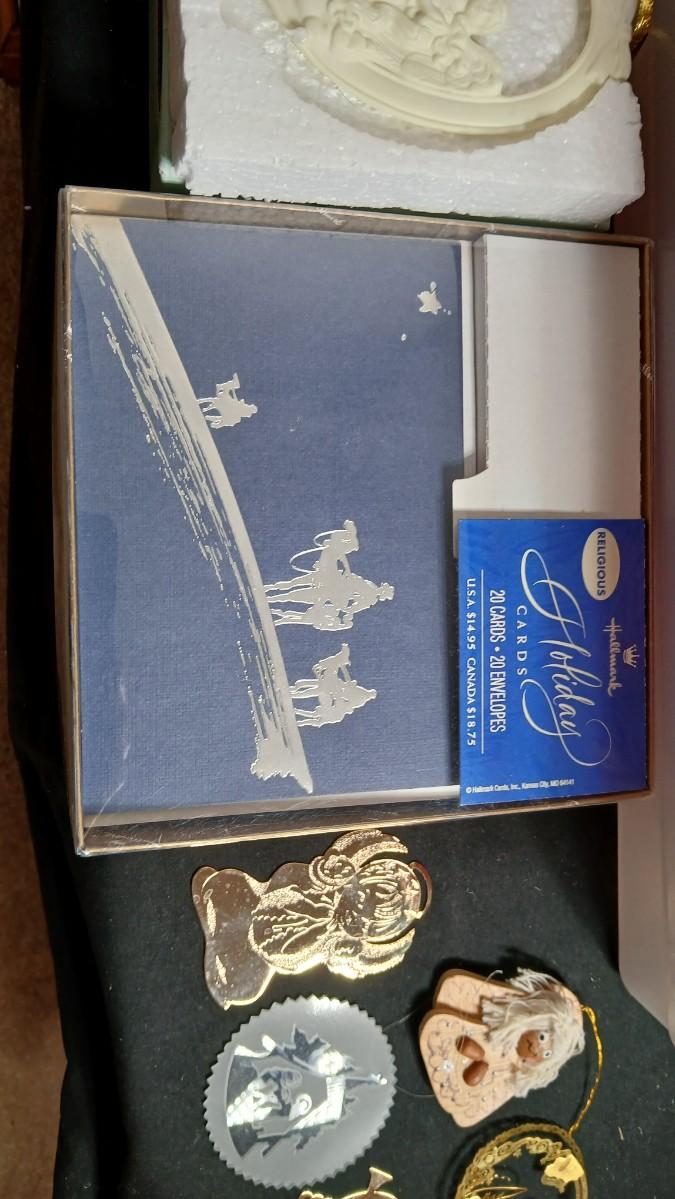 RELIGIOUS
Hallmark
Holiday
CARDS
20 CARDS • 20 ENVELOPES
U.S.A. $14.95 CANADA $18.75
© Hallmark Cards, Inc., Kansas City, MO 64141